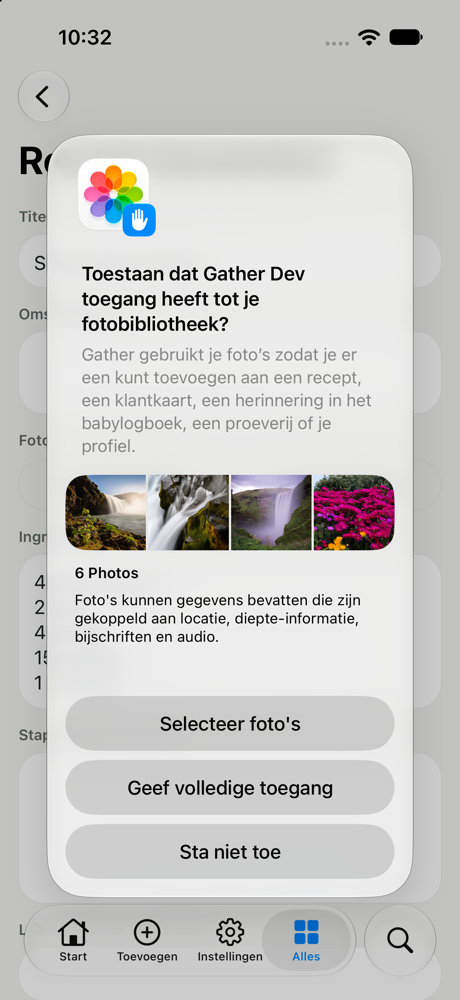 10:32
Toestaan dat Gather Dev
toegang heeft tot je
fotobibliotheek?
Gather gebruikt je foto’s zodat je er
een kunt toevoegen aan een recept,
een klantkaart, een herinnering in het
babylogboek, een proeverij of je
profiel.
6 Photos
Foto's kunnen gegevens bevatten die zijn
gekoppeld aan locatie, diepte-informatie,
bijschriften en audio.
Selecteer foto's
Geef volledige toegang
Sta niet toe
Start
Toevoegen
Instellingen
Alles